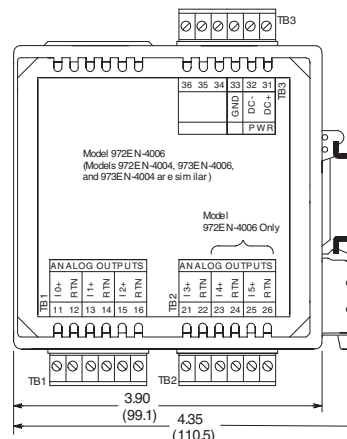 TB3
36 35 34 33 32 31
GND DC- DC+
TB3
PWR
Model 972EN-4006
(Models 972EN-4004, 973EN-4006,
and 973EN-4004 are similar)
Model
972EN-4006 Only
ANALOG OUTPUTS
TB1
I0+ RTN I1+ RTN I2+ RTN
11 12 13 14 15 16
ANALOG OUTPUTS
TB2
I3+ RTN I4+ RTN I5+ RTN
21 22 23 24 25 26
TB1
TB2
3.90
(99.1)
4.35
(110.5)